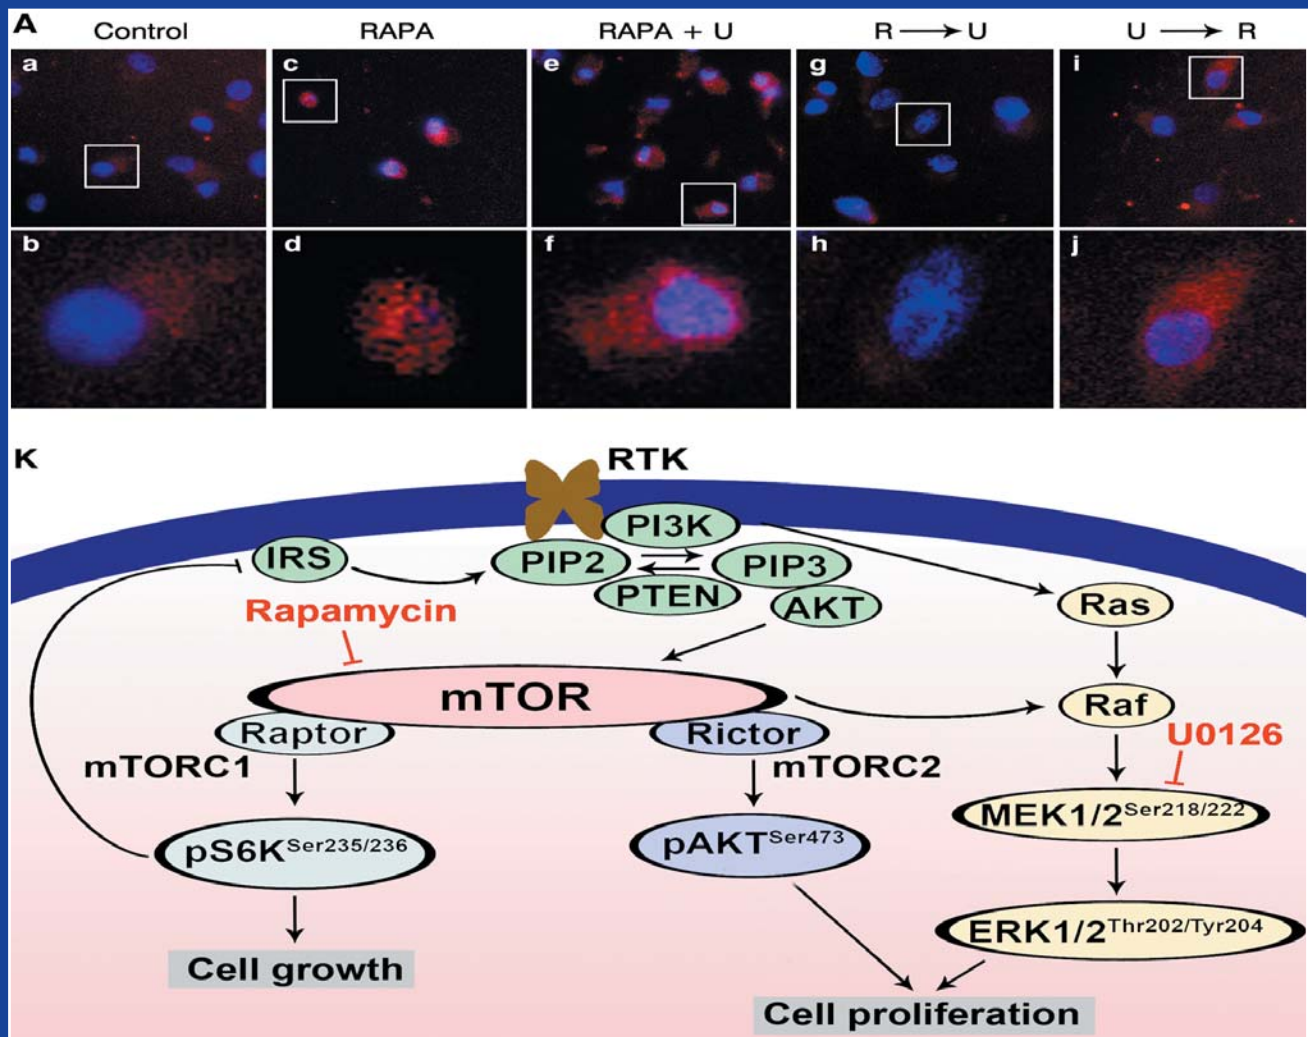 A
Control RAPA RAPA + U R → U U → R
a c e g i
b d f h j
K
RTK
PI3K
IRS PIP2 PIP3
PTEN AKT Ras
Rapamycin
mTOR Raf
Raptor Rictor U0126
mTORC1 mTORC2
MEK1/2Ser218/222
pS6KSer235/236 pAKTSer473
ERK1/2Thr202/Tyr204
Cell growth
Cell proliferation